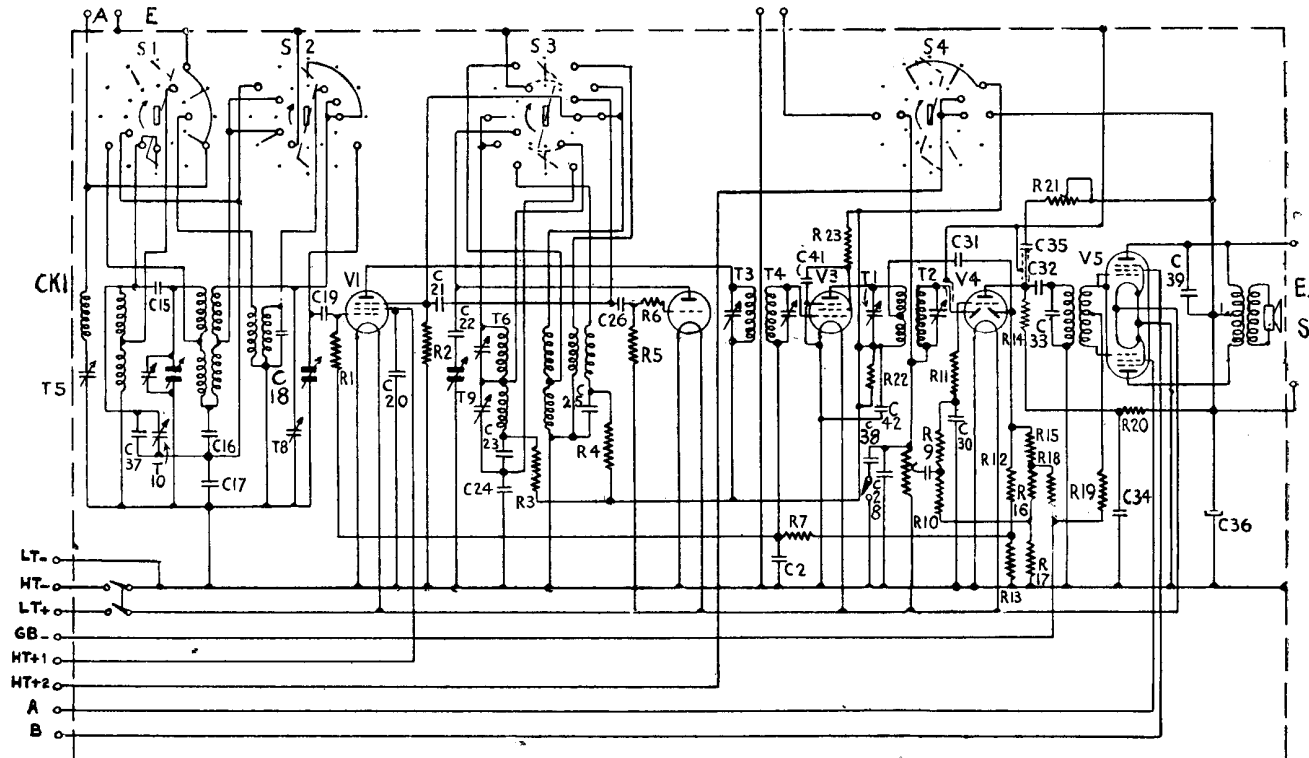 A E
S1
S2
S3
S4
R21
CK1
C15
C19
V1
C21
C22
T6
C26
R6
T3
T4
C41
R23
V3
T1
T2
C31
V4
C35
C32
V5
C39
E.
S
T5
C18
R1
C20
R2
T9
R5
R22
R11
R14
C33
C37
T10
C16
T8
C23
R4
C42
C38
R9
C30
R15
R18
R20
C17
C24
R3
C28
R10
R12
R16
R19
C34
C36
R7
C2
R17
R13
LT-
HT-
LT+
GB-
HT+1
HT+2
A
B